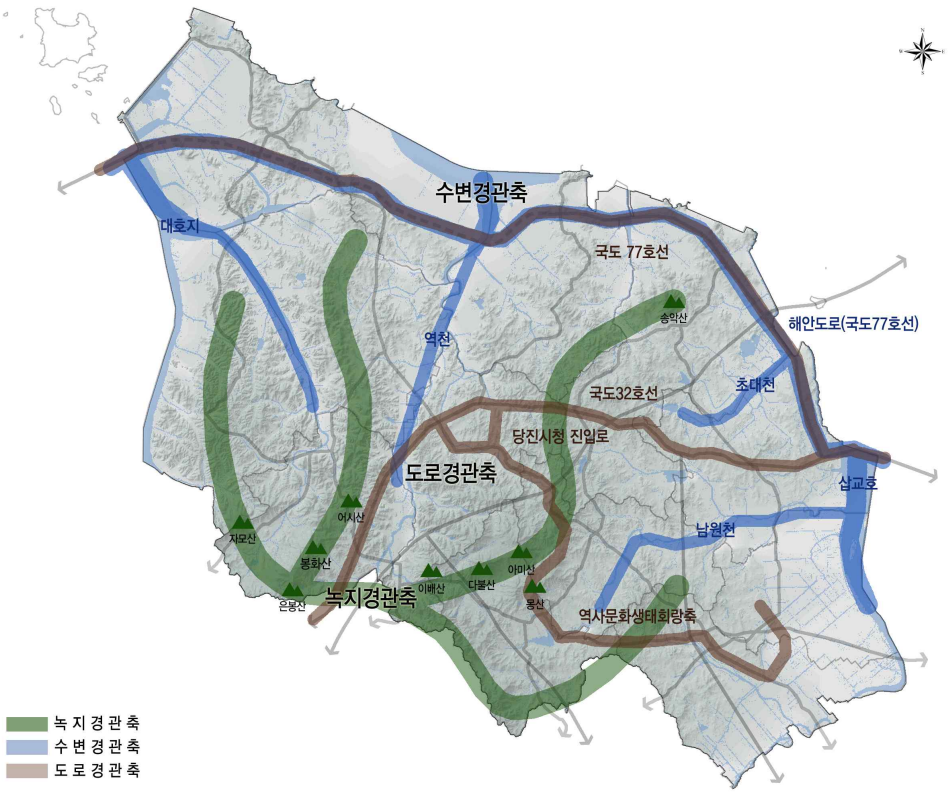 N
W
E
S
수변경관축
대호지
국도 77호선
송악산
해안도로(국도77호선)
역천
초대천
국도32호선
당진시청 진입로
도로경관축
삽교호
어시산
남원천
자모산
봉화산
아미산
이배산
다불산
은봉산
녹지경관축
몽산
역사문화생태회랑축
녹지경관축
수변경관축
도로경관축